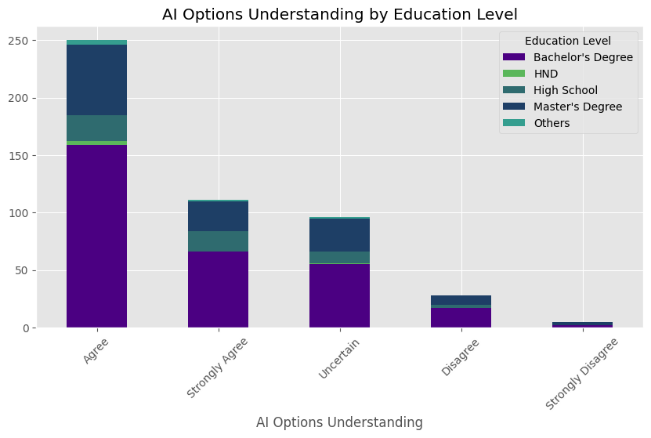 AI Options Understanding by Education Level
Education Level
Bachelor's Degree
HND
High School
Master's Degree
Others
250
200
150
100
50
0
Agree
Strongly Agree
Uncertain
Disagree
Strongly Disagree
AI Options Understanding